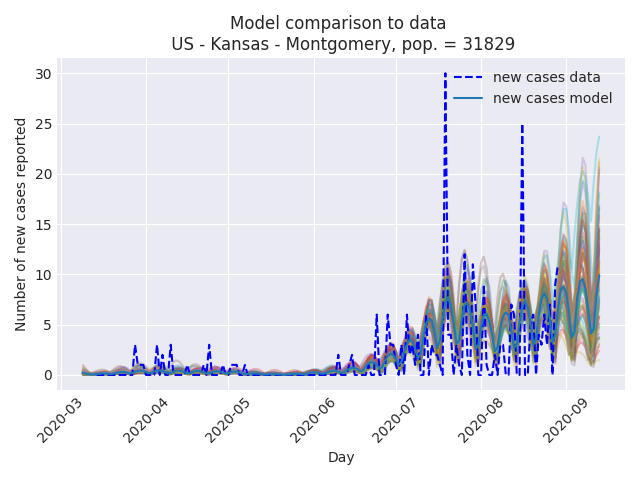 Model comparison to data
US - Kansas - Montgomery, pop. = 31829
new cases data
new cases model
Number of new cases reported
30
25
20
15
10
5
0
2020-03
2020-04
2020-05
2020-06
2020-07
2020-08
2020-09
Day